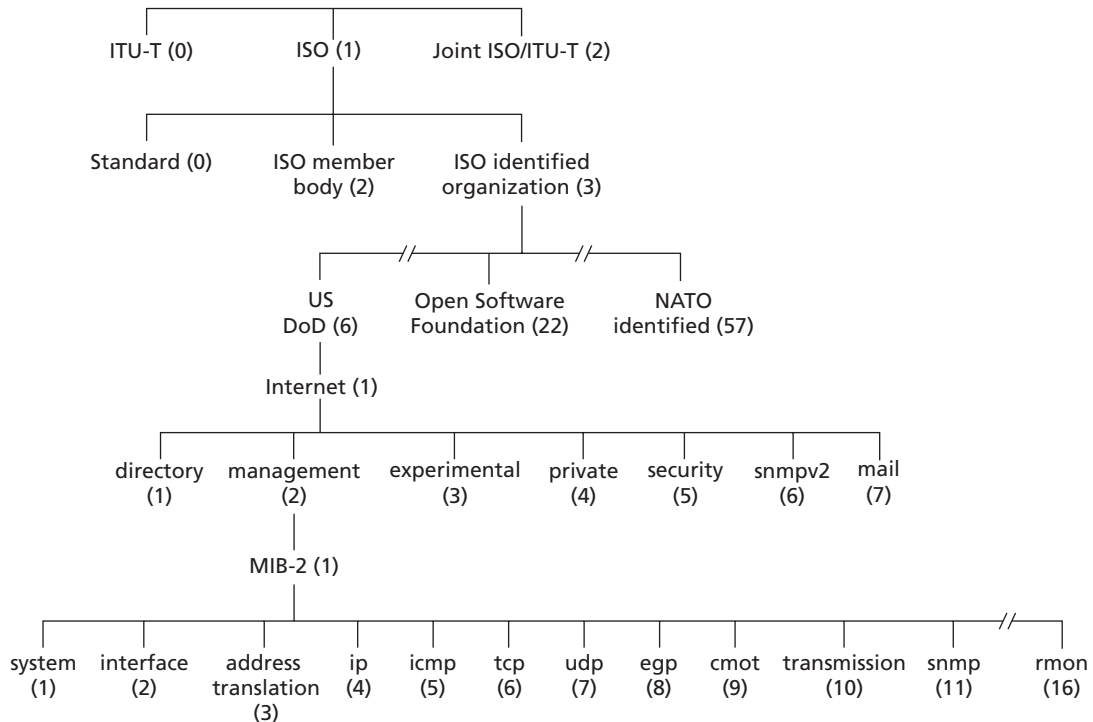 ITU-T (0) ISO (1) Joint ISO/ITU-T (2)
Standard (0) ISO member ISO identified
body (2) organization (3)
US Open Software NATO
DoD (6) Foundation (22) identified (57)
Internet (1)
directory management experimental private security snmpv2 mail
(1) (2) (3) (4) (5) (6) (7)
MIB-2 (1)
system interface address ip icmp tcp udp egp cmot transmission snmp rmon
(1) (2) translation (4) (5) (6) (7) (8) (9) (10) (11) (16)
(3)